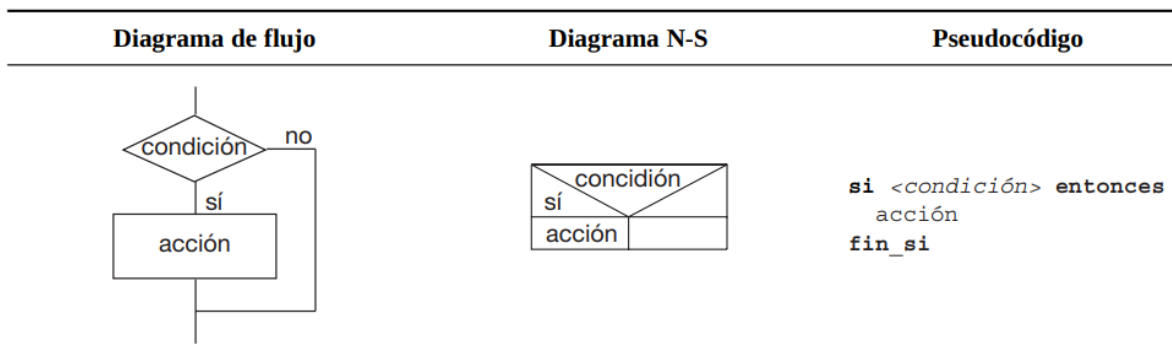 Diagrama de flujo
Diagrama N-S
Pseudocódigo
condición
no
sí
acción
concidión
sí
acción
si <condición> entonces
acción
fin_si